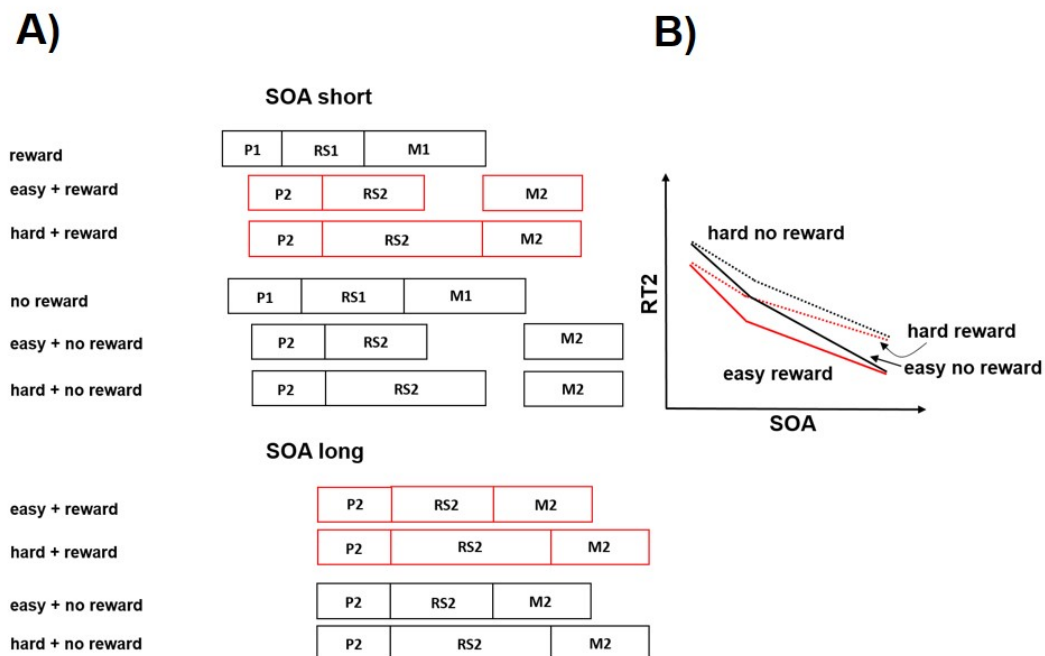 A)
SOA short
reward P1 RS1 M1
easy + reward P2 RS2 M2
hard + reward P2 RS2 M2
no reward P1 RS1 M1
easy + no reward P2 RS2 M2
hard + no reward P2 RS2 M2
SOA long
easy + reward P2 RS2 M2
hard + reward P2 RS2 M2
easy + no reward P2 RS2 M2
hard + no reward P2 RS2 M2
B)
hard no reward
RT2
hard reward
easy no reward
easy reward
SOA